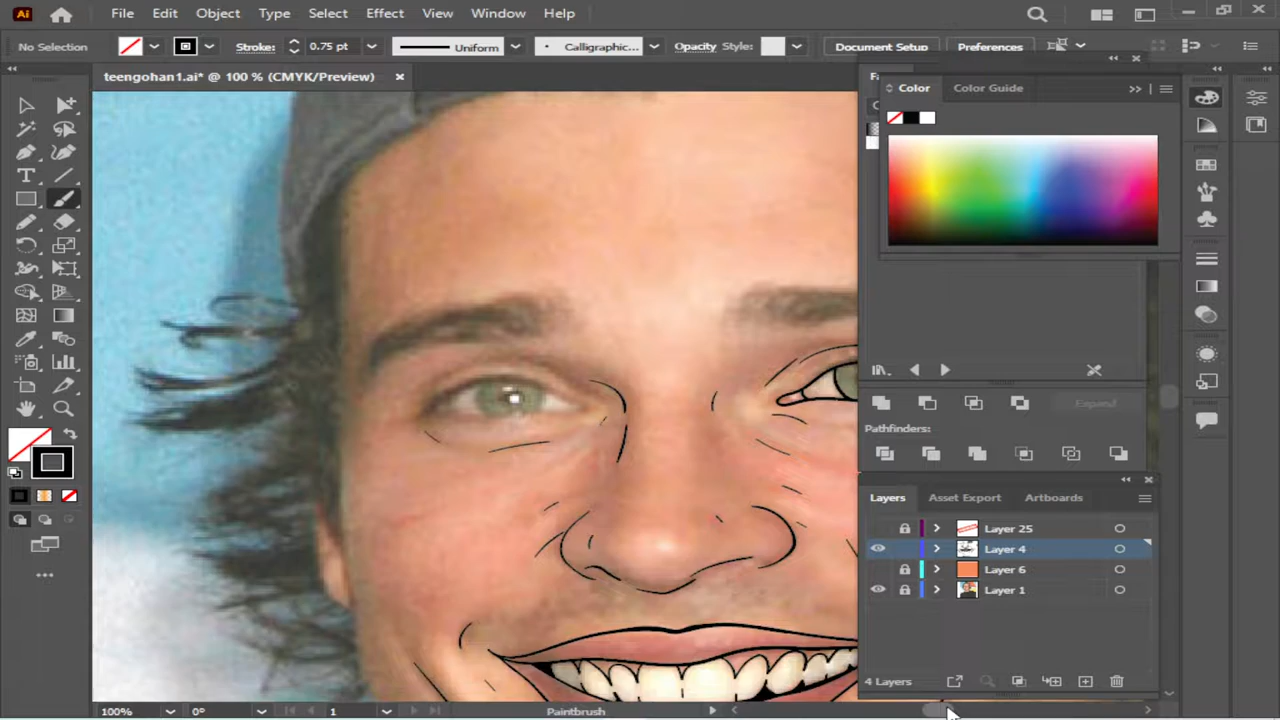 Ai File Edit Object Type Select Effect View Window Help
No Selection Stroke: 0.75 pt Uniform Calligraphic... Opacity Style: Document Setup Preferences
teengohan1.ai* @ 100 % (CMYK/Preview)
Color Color Guide
Expand
Pathfinders:
Layers Asset Export Artboards
Layer 25
Layer 4
Layer 6
Layer 1
4 Layers
100% 0° 1 Paintbrush